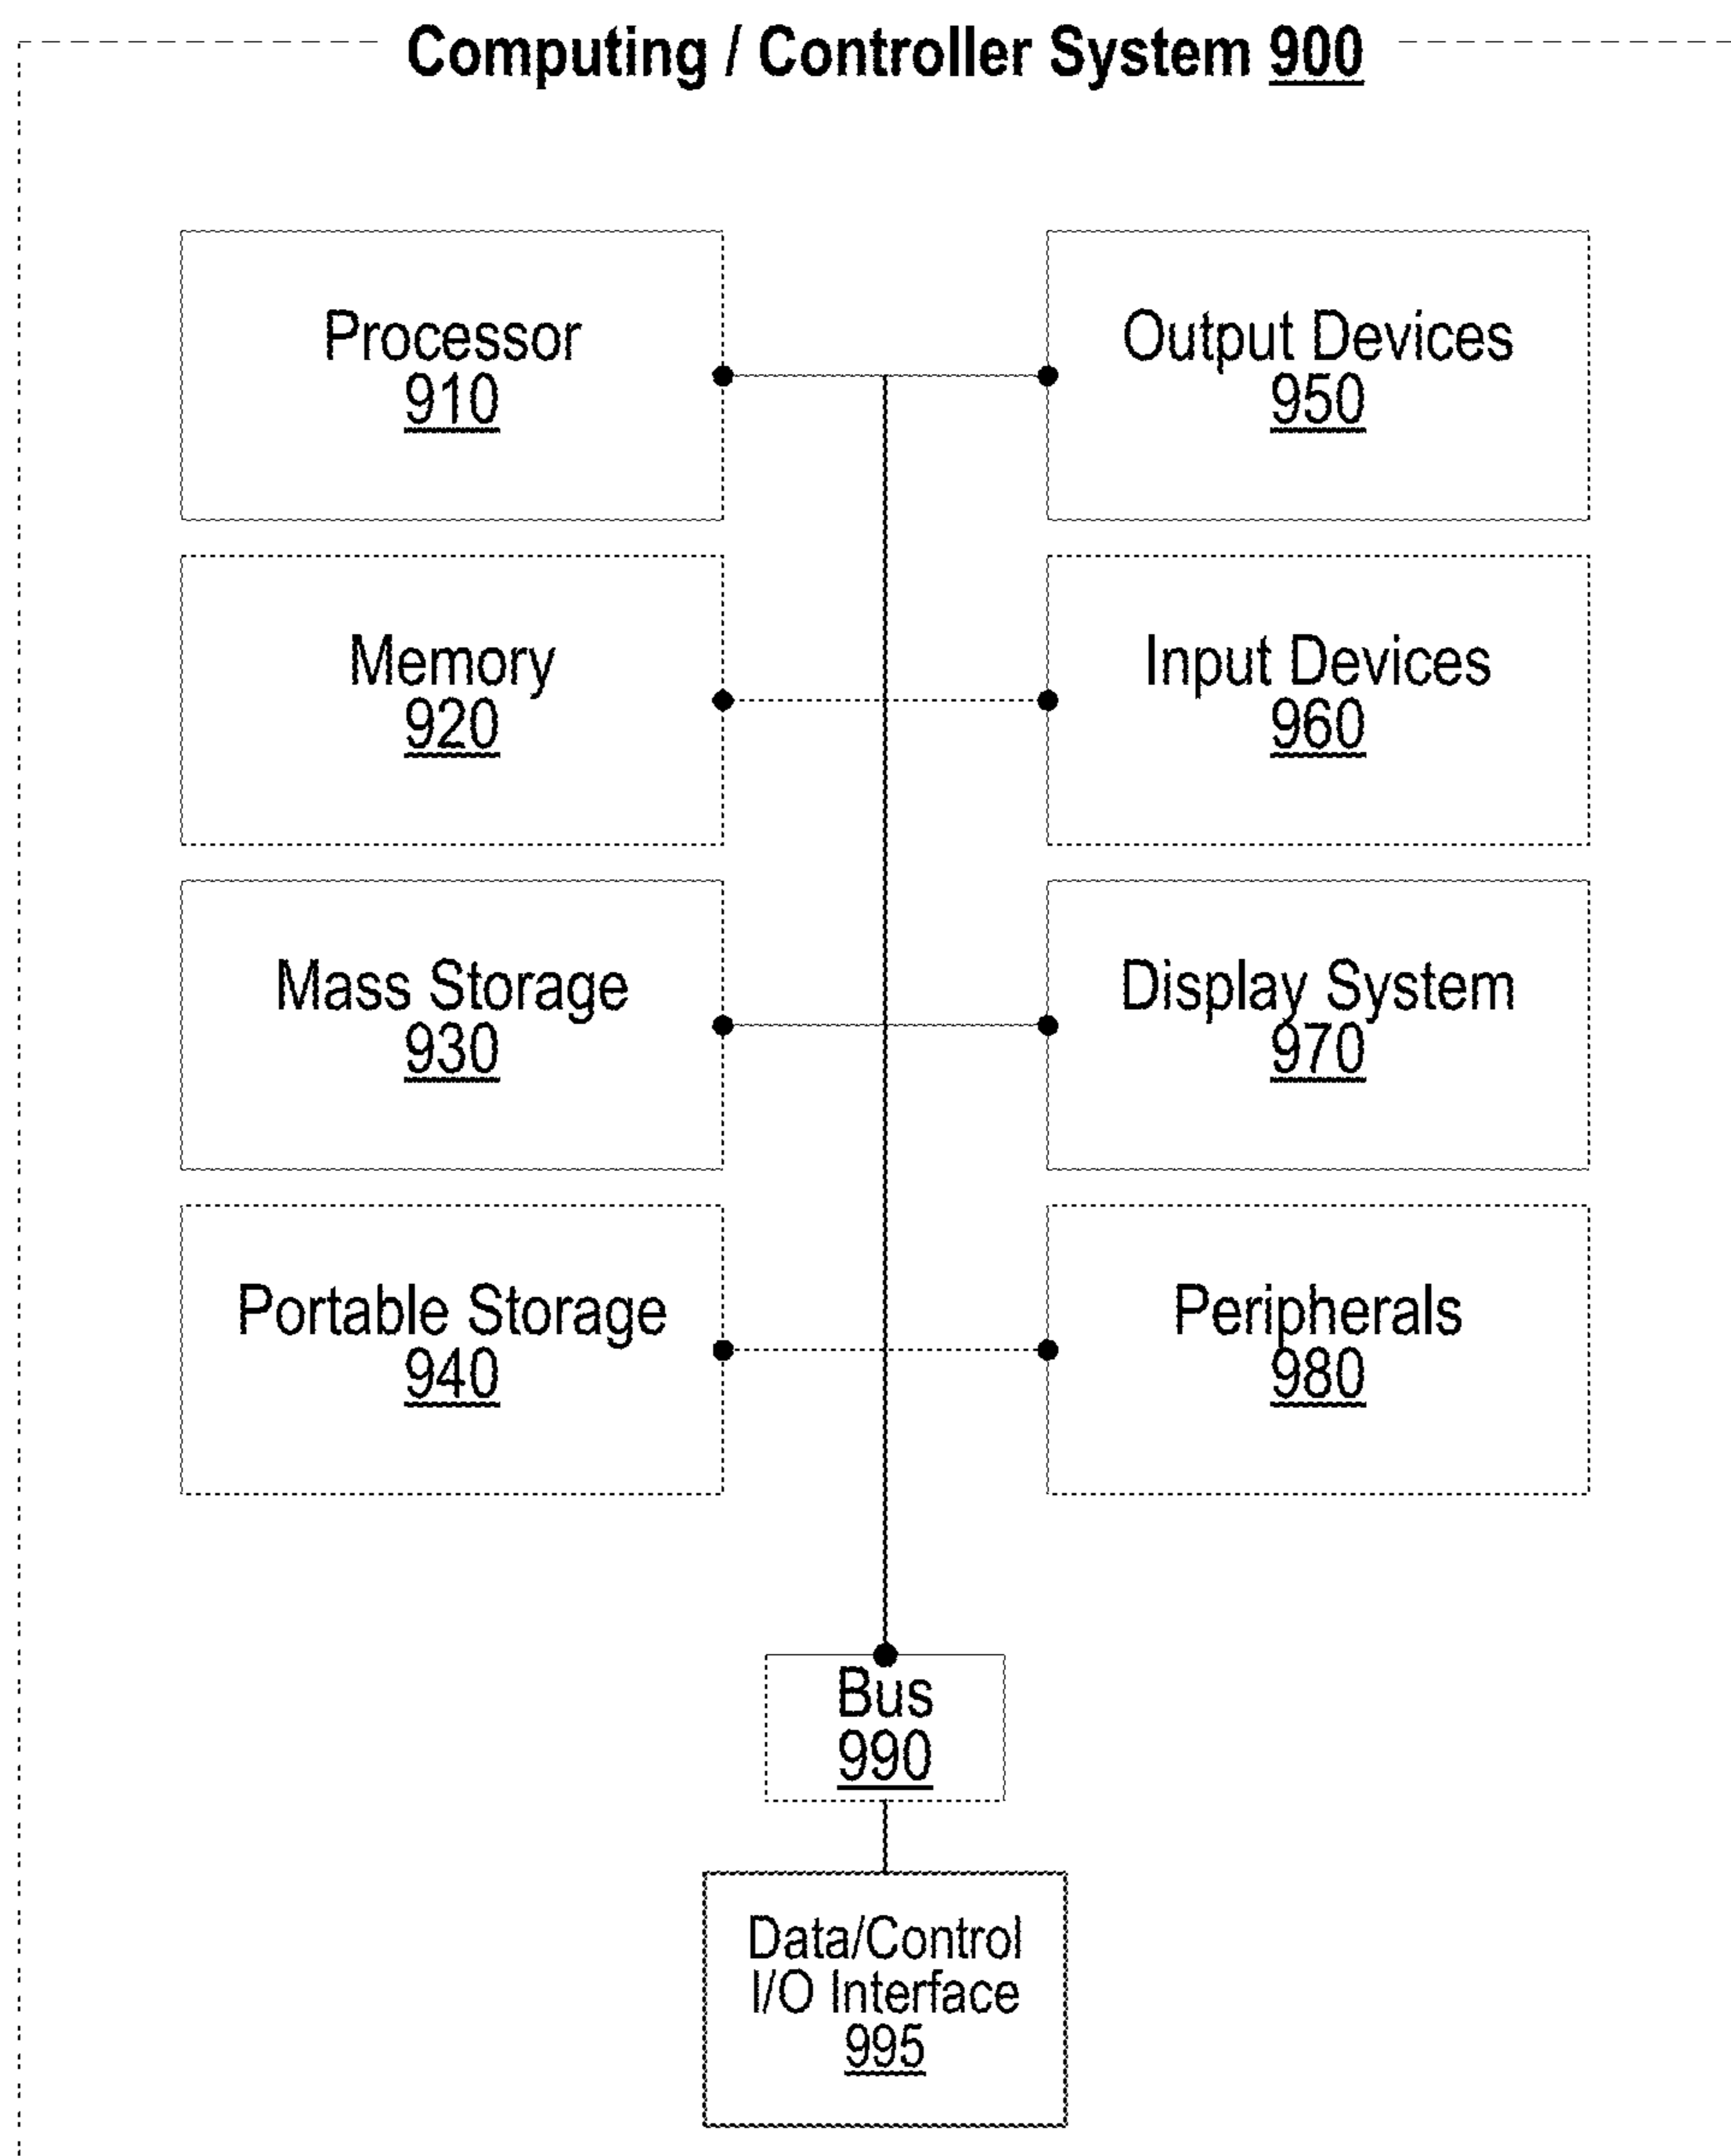 Computing / Controller System 900
Processor
910
Output Devices
950
Memory
920
Input Devices
960
Mass Storage
930
Display System
970
Portable Storage
940
Peripherals
980
Bus
990
Data/Control
I/O Interface
995